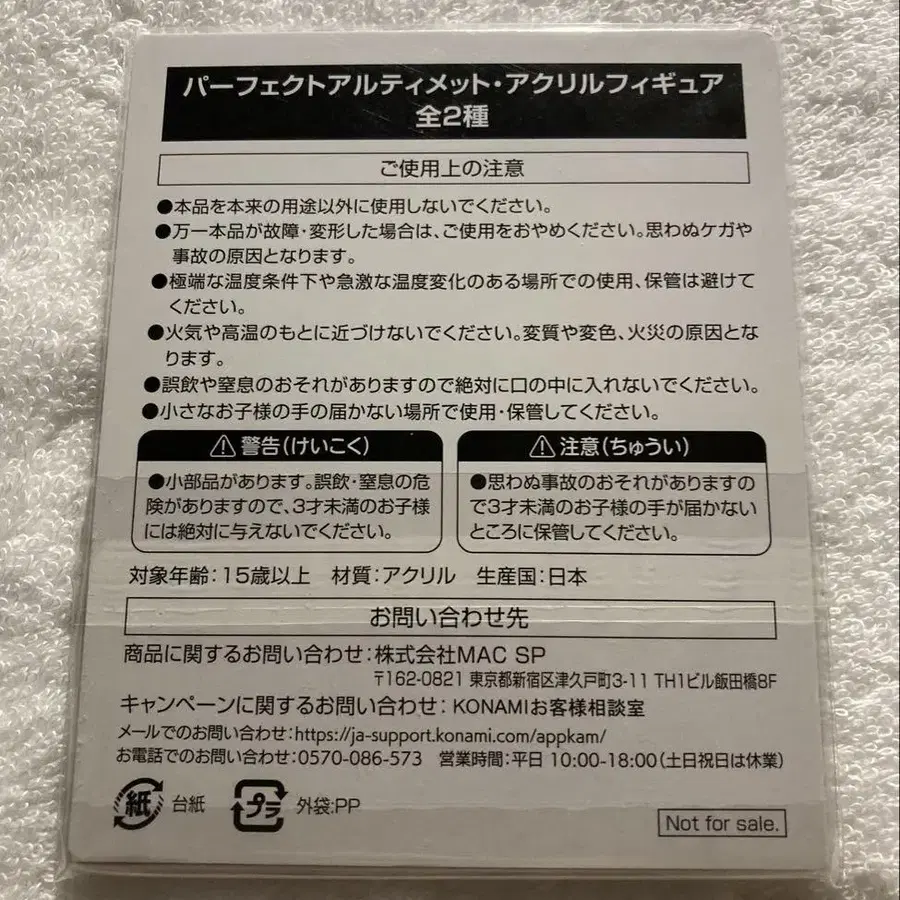 パーフェクトアルティメット・アクリルフィギュア
全2種
ご使用上の注意
●本品を本来の用途以外に使用しないでください。
●万一本品が故障・変形した場合は、ご使用をおやめください。思わぬケガや
事故の原因となります。
●極端な温度条件下や急激な温度変化のある場所での使用、保管は避けて
ください。
●火気や高温のもとに近づけないでください。変質や変色、火災の原因とな
ります。
●誤飲や窒息のおそれがありますので絶対に口の中に入れないでください。
●小さなお子様の手の届かない場所で使用・保管してください。
⚠警告(けいこく)
●小部品があります。誤飲・窒息の危
険がありますので、3才未満のお子様
には絶対に与えないでください。
⚠注意(ちゅうい)
●思わぬ事故のおそれがありますの
で3才未満のお子様の手が届かない
ところに保管してください。
対象年齢:15歳以上 材質:アクリル 生産国:日本
お問い合わせ先
商品に関するお問い合わせ:株式会社MAC SP
〒162-0821 東京都新宿区津久戸町3-11 TH1ビル飯田橋8F
キャンペーンに関するお問い合わせ:KONAMIお客様相談室
メールでのお問い合わせ:https://ja-support.konami.com/appkam/
お電話でのお問い合わせ:0570-086-573 営業時間:平日 10:00-18:00(土日祝日は休業)
紙 台紙 プラ 外袋:PP
Not for sale.